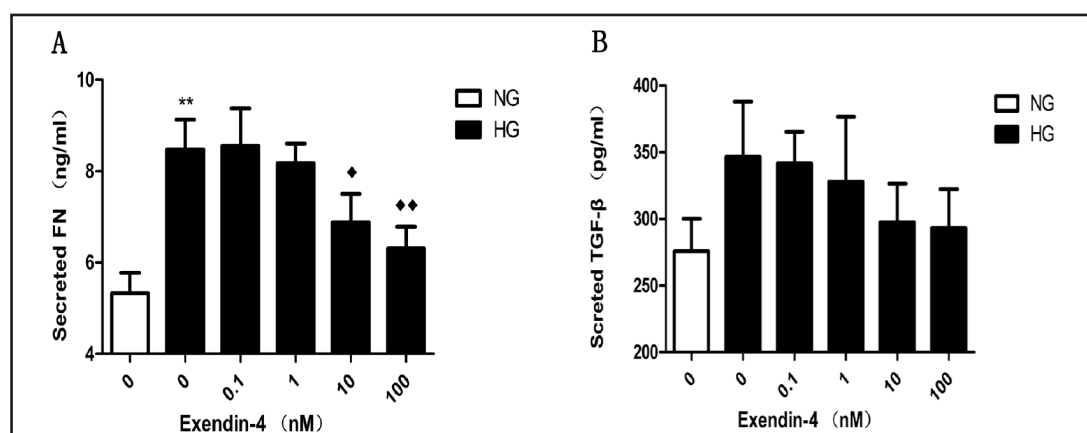 A
Secreted FN (ng/ml)
10
8
6
4
**
◆
◆◆
NG
HG
0
0
0.1
1
10
100
Exendin-4 (nM)
B
Screted TGF-β (pg/ml)
400
350
300
250
200
NG
HG
0
0
0.1
1
10
100
Exendin-4 (nM)